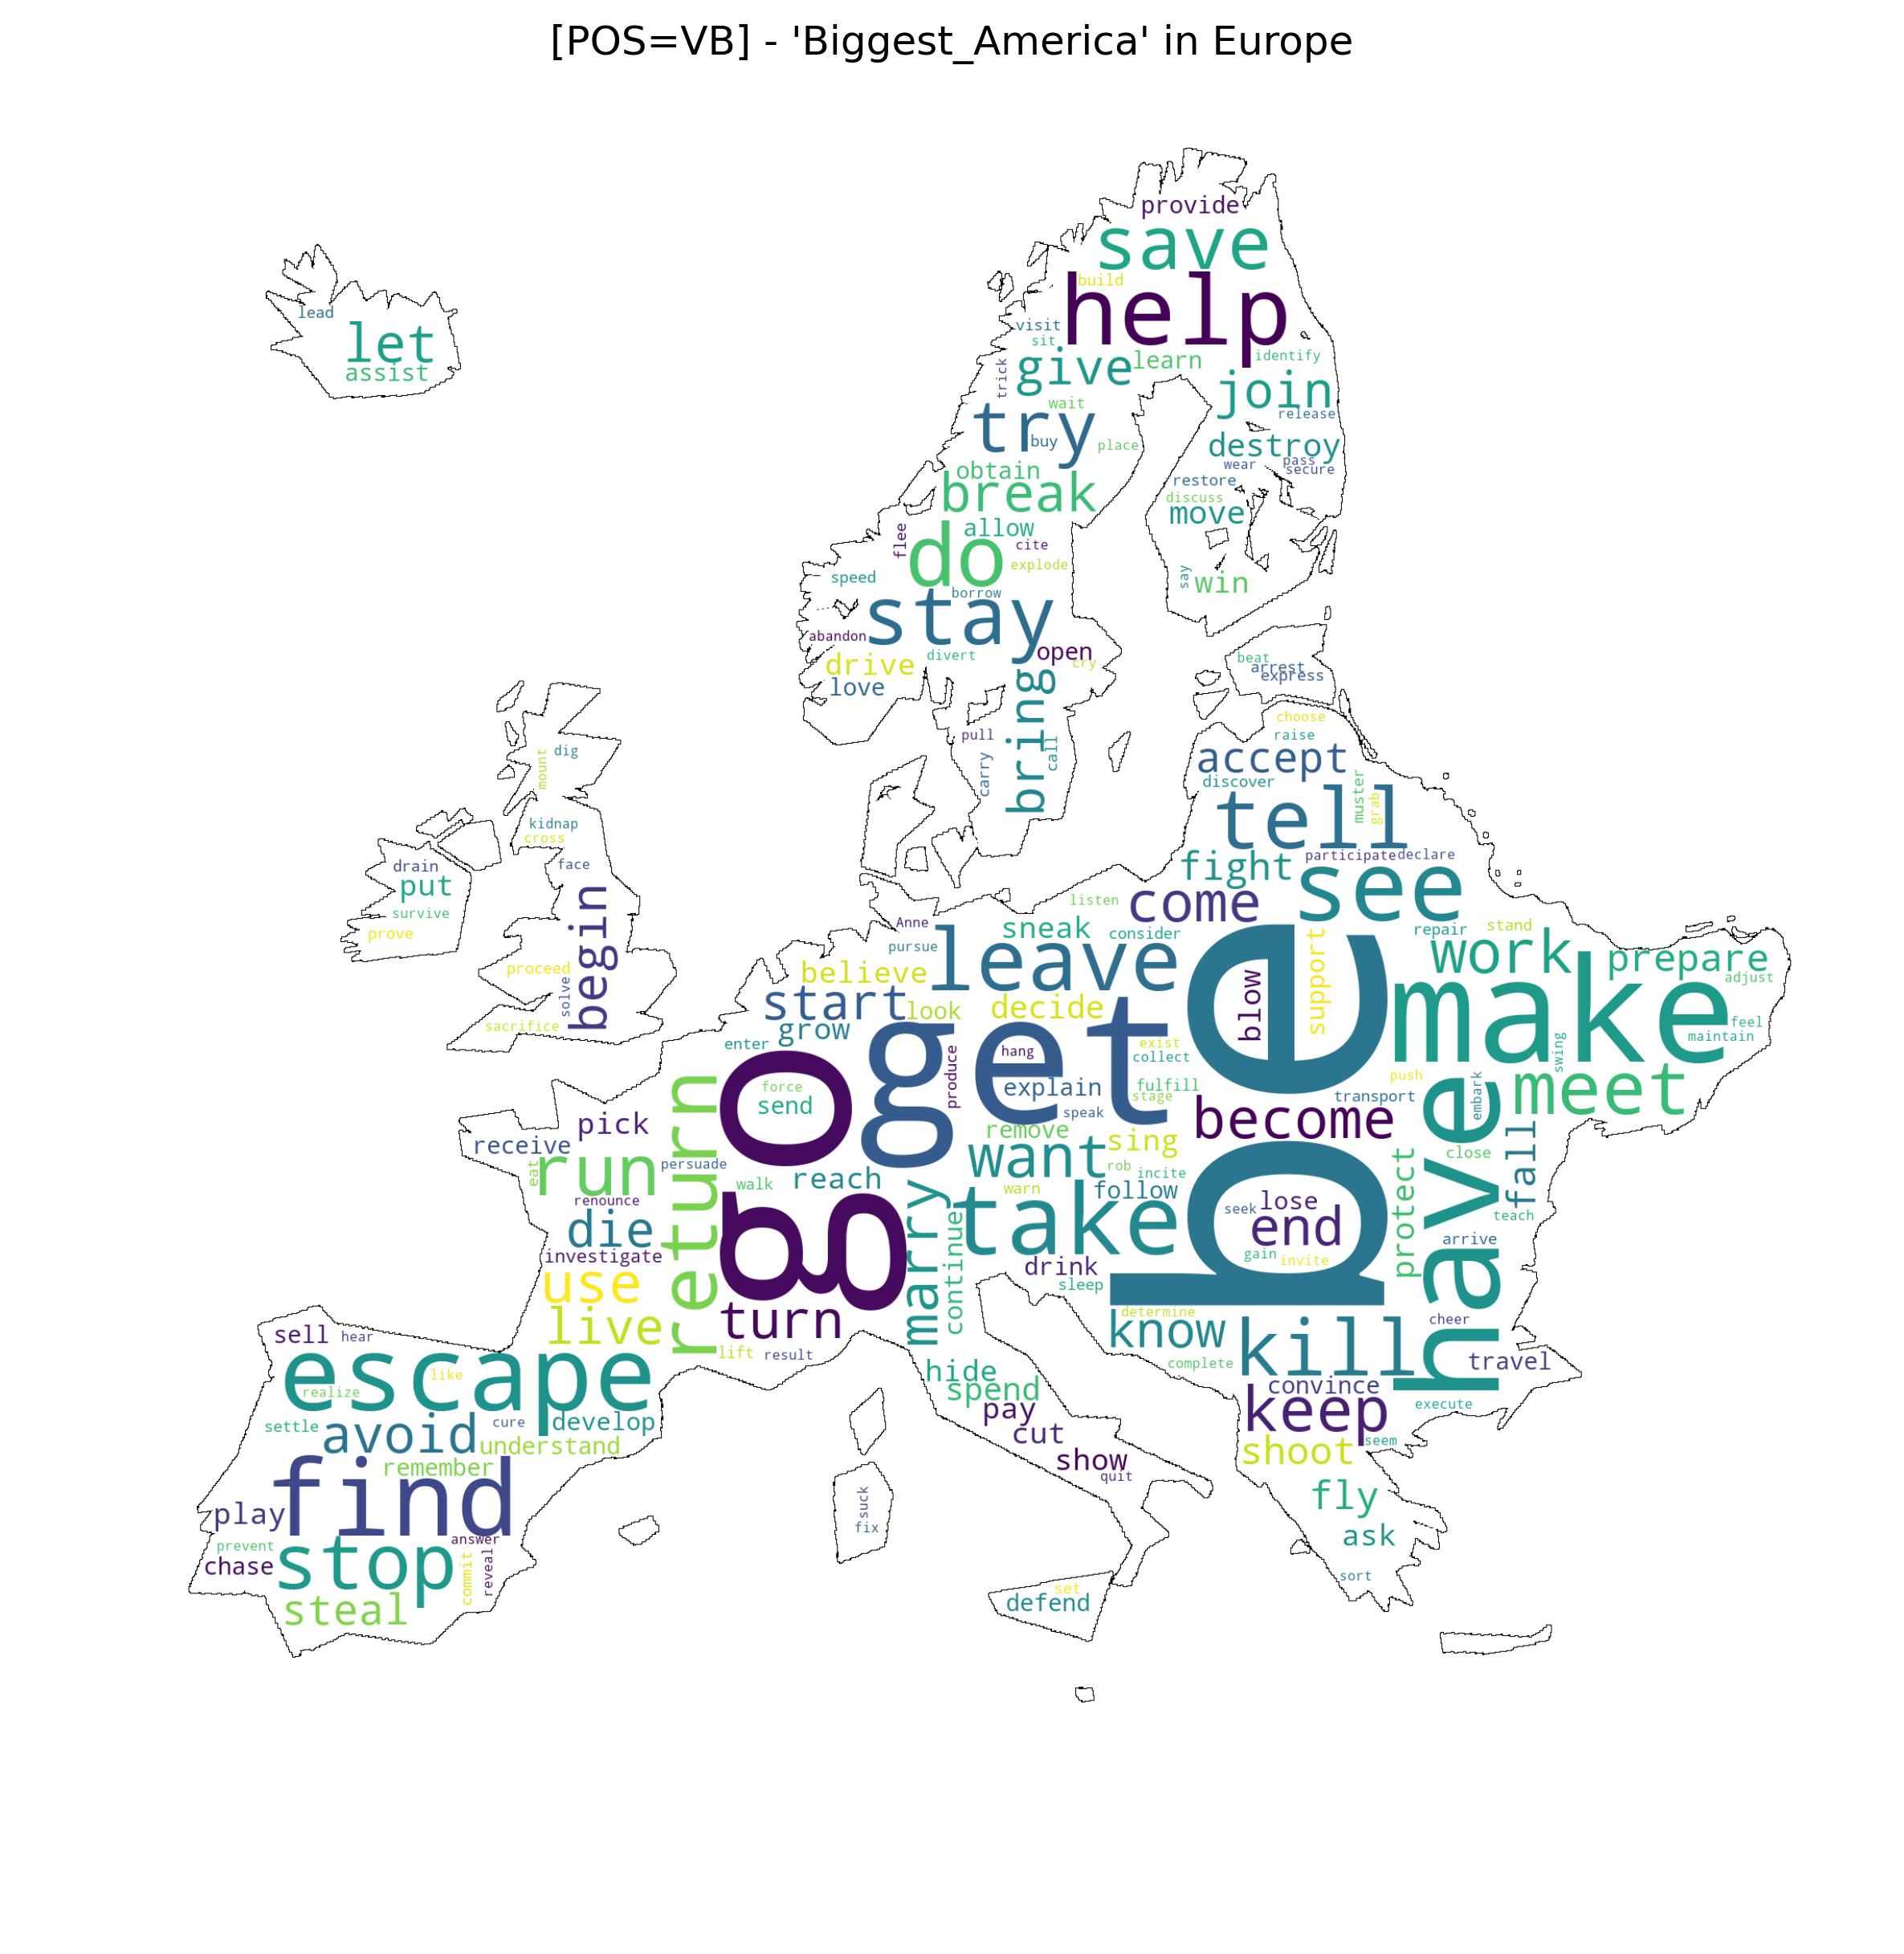 [POS=VB] - 'Biggest_America' in Europe
provide
save
build
help
lead
let
assist
visit
sit
give
learn
identify
trick
join
release
wait
try
buy
place
destroy
wear
pass
secure
obtain
restore
break
discuss
move
allow
flee
do
cite
explode
speed
say
win
borrow
stay
abandon
open
divert
cry
drive
love
beat
arrest
express
bring
pull
call
carry
choose
raise
accept
discover
muster
grab
tell
dig
mount
kidnap
cross
face
drain
put
survive
prove
begin
proceed
solve
sacrifice
fight
participate
declare
see
come
listen
Anne
sneak
consider
pursue
leave
believe
start
look
decide
grow
enter
repair
stand
work
prepare
adjust
make
feel
maintain
swing
support
blow
be
get
hang
exist
collect
explain
produce
fulfill
stage
speak
push
transport
embark
meet
become
force
send
go
pick
receive
run
eat
persuade
return
renounce
die
investigate
use
live
walk
reach
turn
lift
result
remove
sing
want
rob
incite
warn
follow
take
marry
continue
drink
sleep
seek
lose
end
gain
invite
close
fall
protect
have
teach
arrive
determine
know
complete
kill
cheer
travel
convince
keep
execute
shoot
seem
fly
ask
sort
sell
hear
escape
like
realize
settle
avoid
cure
develop
understand
remember
find
play
answer
prevent
stop
chase
commit
reveal
steal
hide
spend
pay
cut
show
quit
suck
fix
set
defend